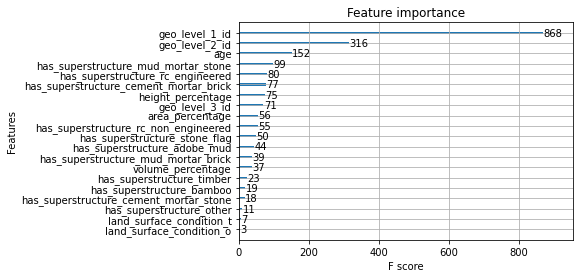 Feature importance
geo_level_1_id 868
geo_level_2_id 316
age 152
has_superstructure_mud_mortar_stone 99
has_superstructure_rc_engineered 80
has_superstructure_cement_mortar_brick 77
height_percentage 75
geo_level_3_id 71
area_percentage 56
has_superstructure_rc_non_engineered 55
has_superstructure_stone_flag 50
has_superstructure_adobe_mud 44
has_superstructure_mud_mortar_brick 39
volume_percentage 37
has_superstructure_timber 23
has_superstructure_bamboo 19
has_superstructure_cement_mortar_stone 18
has_superstructure_other 11
land_surface_condition_t 7
land_surface_condition_o 3
0 200 400 600 800
F score
Features